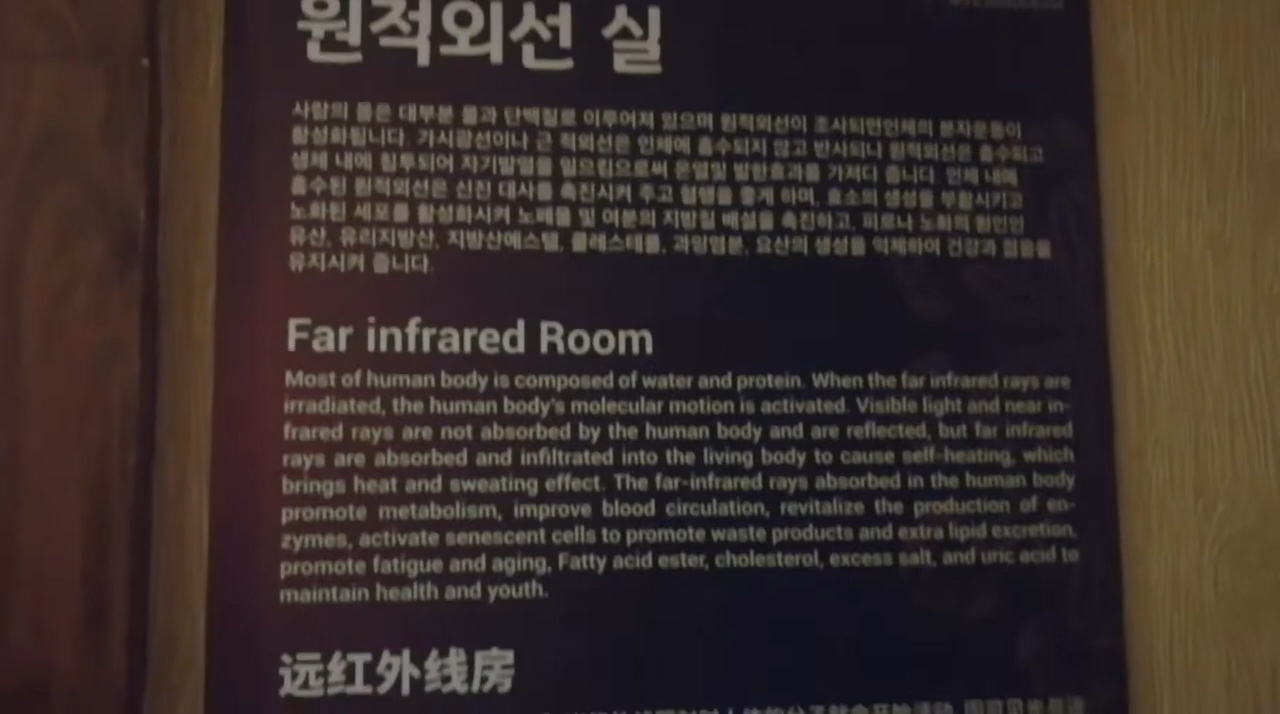 원적외선 실
사람의 몸은 대부분 물과 단백질로 이루어져 있으며 원적외선이 조사되면인체의 분자운동이
활성화됩니다. 가시광선이나 근 적외선은 인체에 흡수되지 않고 반사되나 원적외선은 흡수되고
생체 내에 침투되어 자기발열을 일으킴으로써 온열및 발한효과를 가져다 줍니다. 인체 내에
흡수된 원적외선은 신진 대사를 촉진시켜 주고 혈행을 좋게 하며, 효소의 생성을 부활시키고
노화된 세포를 활성화시켜 노폐물 및 여분의 지방질 배설을 촉진하고, 피로나 노화의 원인인
유산, 유리지방산, 지방산에스텔, 콜레스테롤, 과잉염분, 요산의 생성을 억제하여 건강과 젊음을
유지시켜 줍니다.
Far infrared Room
Most of human body is composed of water and protein. When the far infrared rays are
irradiated, the human body's molecular motion is activated. Visible light and near in-
frared rays are not absorbed by the human body and are reflected, but far infrared
rays are absorbed and infiltrated into the living body to cause self-heating, which
brings heat and sweating effect. The far-infrared rays absorbed in the human body
promote metabolism, improve blood circulation, revitalize the production of en-
zymes, activate senescent cells to promote waste products and extra lipid excretion,
promote fatigue and aging, Fatty acid ester, cholesterol, excess salt, and uric acid to
maintain health and youth.
远红外线房